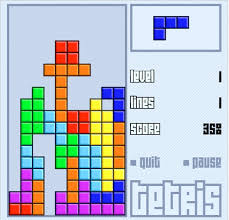 level 1
lines 1
score 358
quit pause
tetris